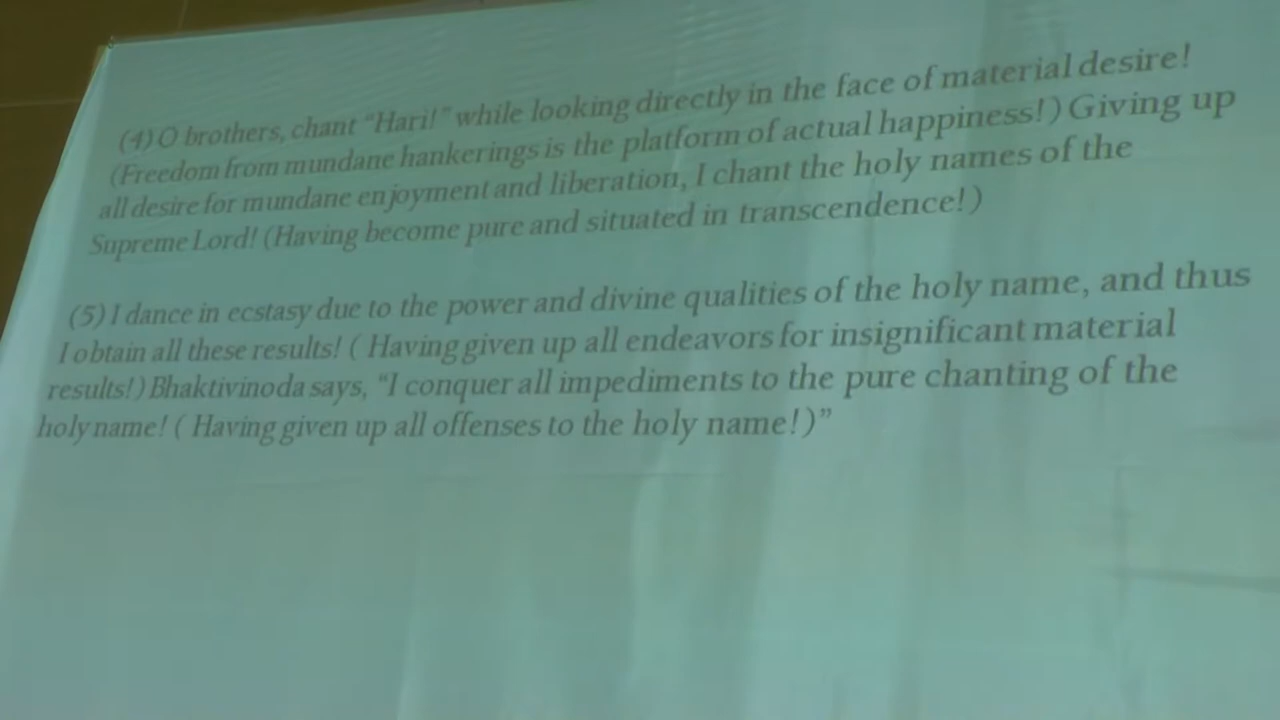 (4) O brothers, chant “Hari!” while looking directly in the face of material desire!
(Freedom from mundane hankerings is the platform of actual happiness!) Giving up
all desire for mundane enjoyment and liberation, I chant the holy names of the
Supreme Lord! (Having become pure and situated in transcendence!)
(5) I dance in ecstasy due to the power and divine qualities of the holy name, and thus
I obtain all these results! ( Having given up all endeavors for insignificant material
results!) Bhaktivinoda says, “I conquer all impediments to the pure chanting of the
holy name! ( Having given up all offenses to the holy name!)”